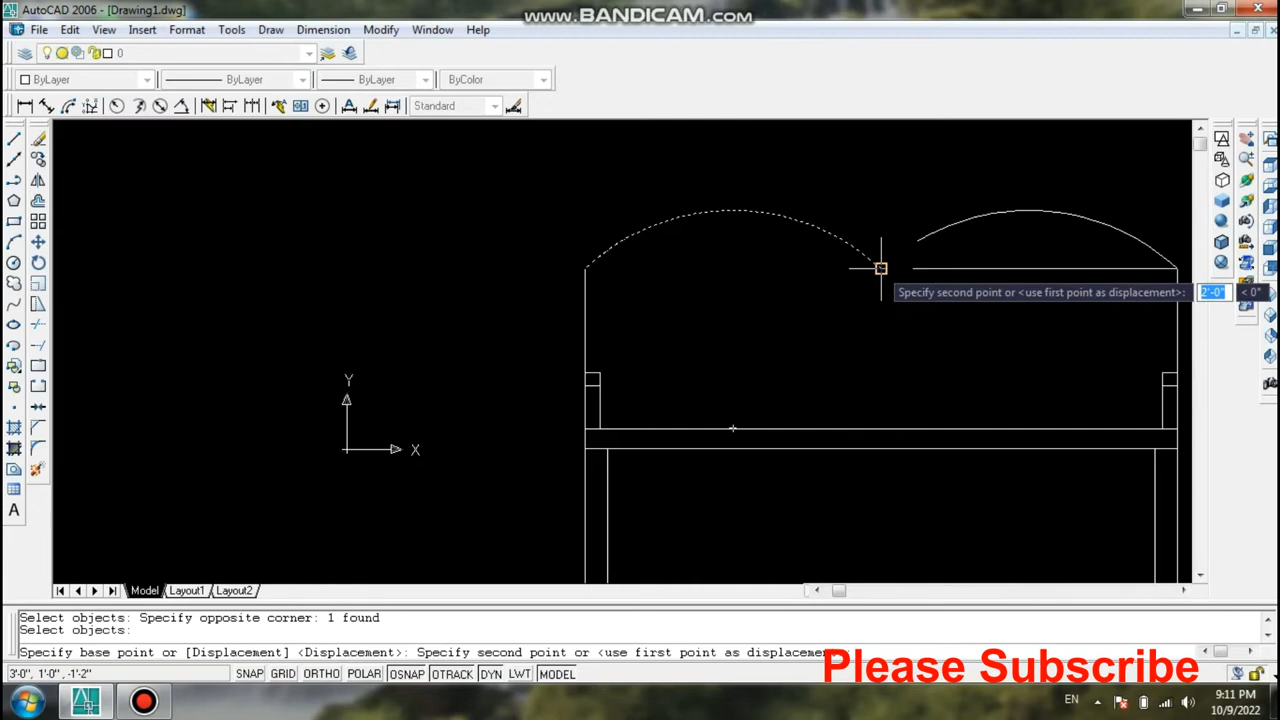 AutoCAD 2006 - [Drawing1.dwg]
www.BANDICAM.com
File Edit View Insert Format Tools Draw Dimension Modify Window Help
0
ByLayer ByLayer ByLayer ByColor
Standard
Specify second point or <use first point as displacement>: 2'-0" < 0"
Y
X
A
Model Layout1 Layout2
Select objects: Specify opposite corner: 1 found
Select objects:
Specify base point or [Displacement] <Displacement>: Specify second point or <use first point as displacement
3'-0", 1'-0" ,-1'-2" SNAP GRID ORTHO POLAR OSNAP OTRACK DYN LWT MODEL
Please Subscribe
EN
9:11 PM
10/9/2022